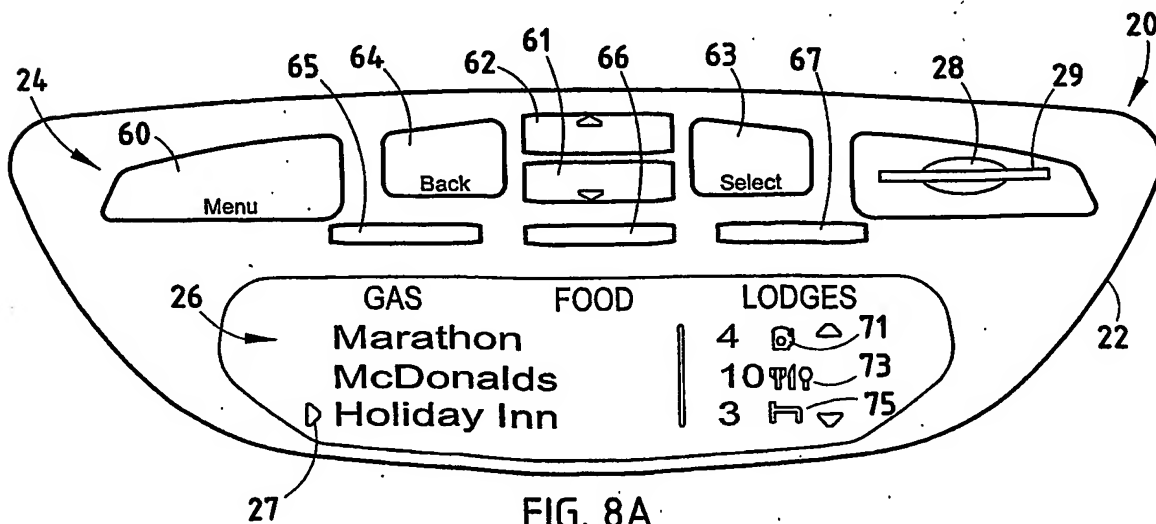 20
61
62
63
64
65
66
67
28
29
24
60
Back
Select
Menu
26
GAS FOOD LODGES
22
Marathon 4 71
McDonalds 10 73
Holiday Inn 3 75
27
FIG. 8A